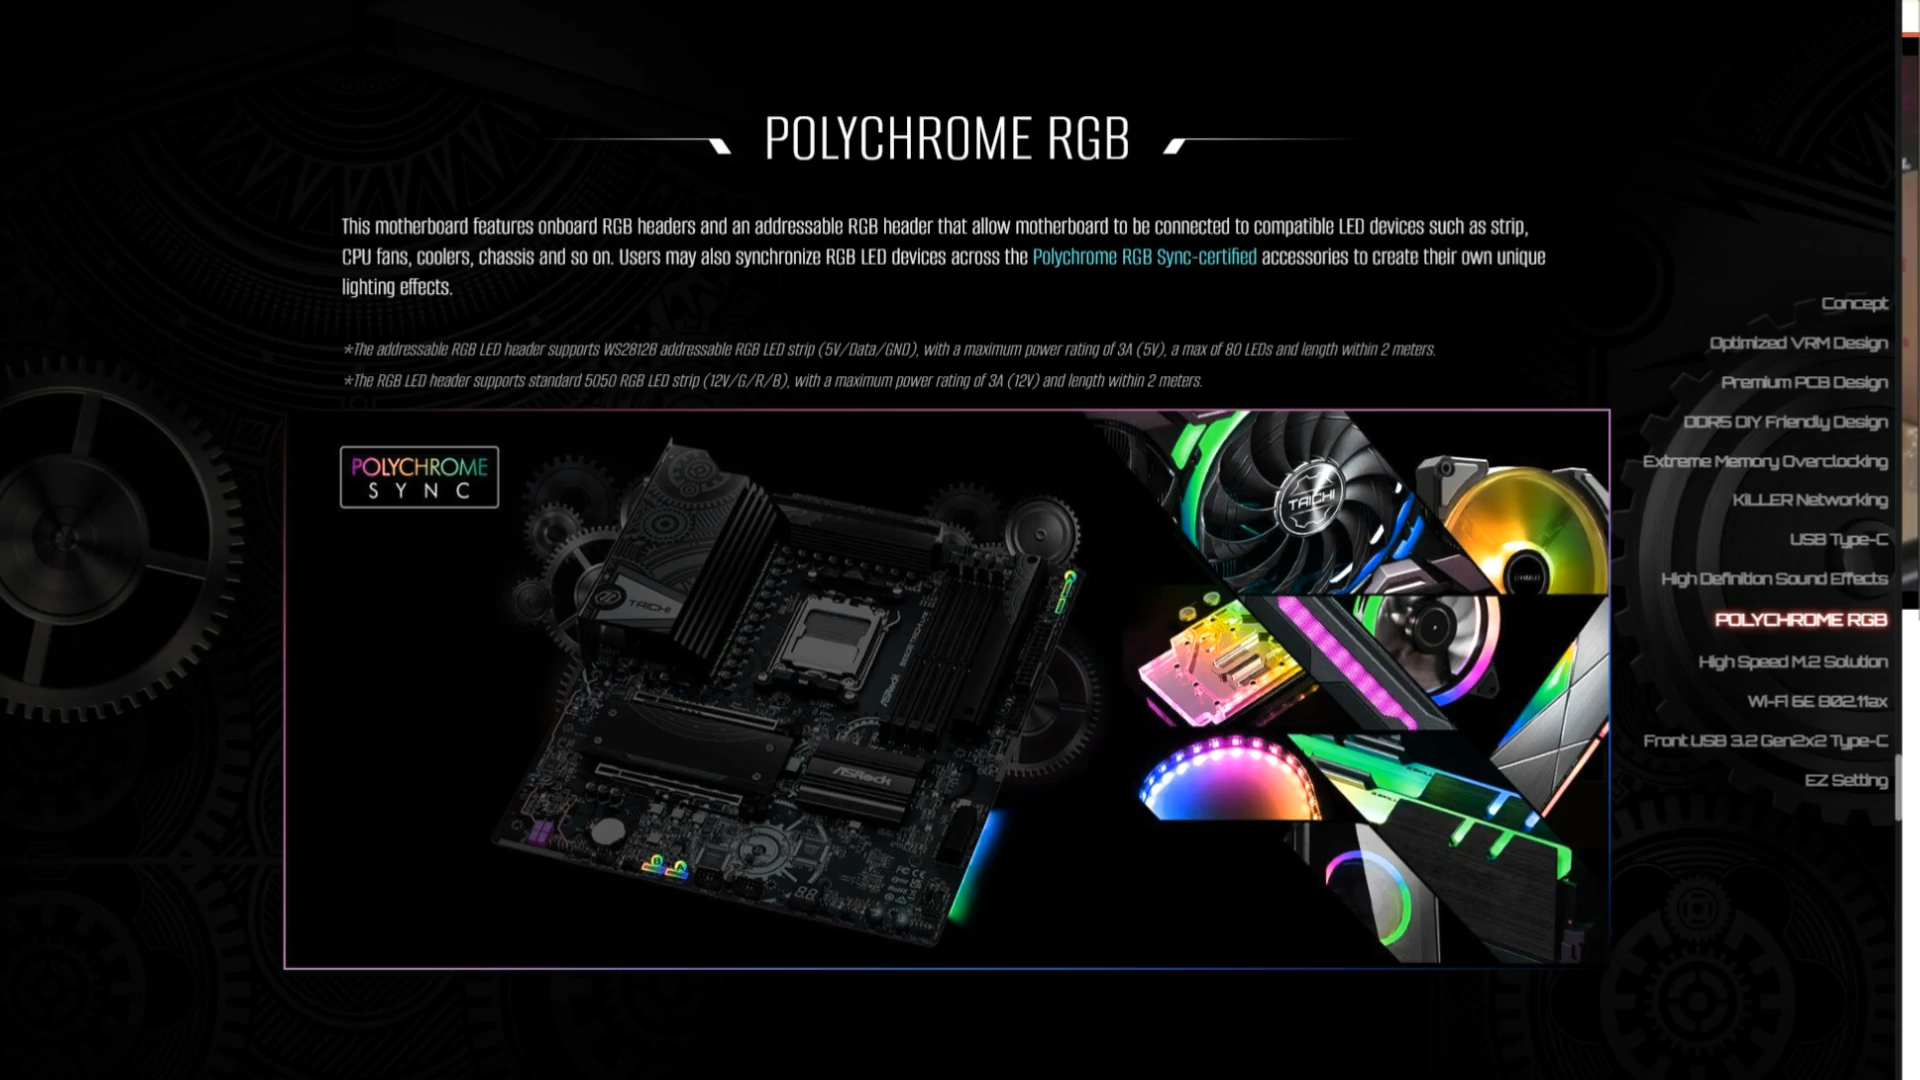 POLYCHROME RGB
This motherboard features onboard RGB headers and an addressable RGB header that allow motherboard to be connected to compatible LED devices such as strip,
CPU fans, coolers, chassis and so on. Users may also synchronize RGB LED devices across the Polychrome RGB Sync-certified accessories to create their own unique
lighting effects.
*The addressable RGB LED header supports WS2812B addressable RGB LED strip (5V/Data/GND), with a maximum power rating of 3A (5V), a max of 80 LEDs and length within 2 meters.
*The RGB LED header supports standard 5050 RGB LED strip (12V/G/R/B), with a maximum power rating of 3A (12V) and length within 2 meters.
POLYCHROME
SYNC
TAICHI
TAICHI
ASRock
ASRock
Concept
Optimized VRM Design
Premium PCB Design
DDR5 DIY Friendly Design
Extreme Memory Overclocking
KILLER Networking
USB Type-C
High Definition Sound Effects
POLYCHROME RGB
High Speed M.2 Solution
Wi-Fi 6E 802.11ax
Front USB 3.2 Gen2x2 Type-C
EZ Setting